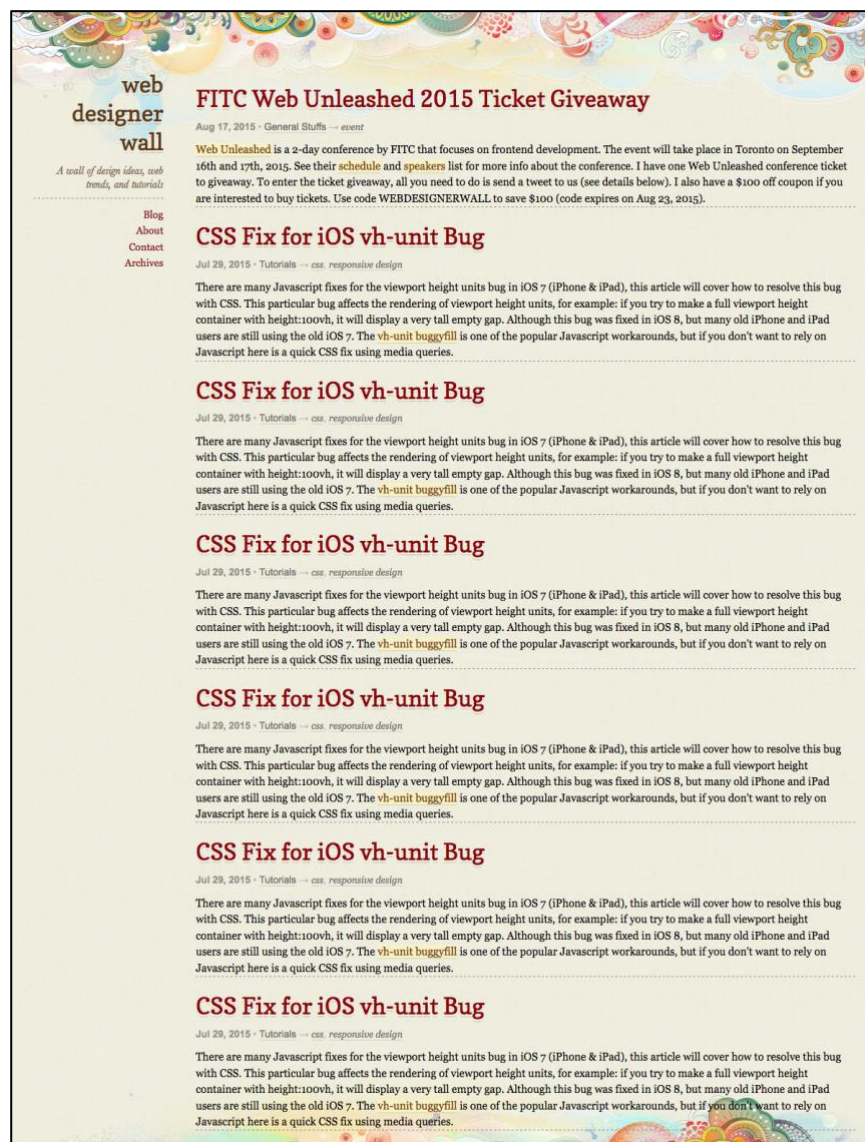 web
designer
wall
A wall of design ideas, web
trends, and tutorials
Blog
About
Contact
Archives
FITC Web Unleashed 2015 Ticket Giveaway
Aug 17, 2015 · General Stuffs → event
Web Unleashed is a 2-day conference by FITC that focuses on frontend development. The event will take place in Toronto on September
16th and 17th, 2015. See their schedule and speakers list for more info about the conference. I have one Web Unleashed conference ticket
to giveaway. To enter the ticket giveaway, all you need to do is send a tweet to us (see details below). I also have a $100 off coupon if you
are interested to buy tickets. Use code WEBDESIGNERWALL to save $100 (code expires on Aug 23, 2015).
CSS Fix for iOS vh-unit Bug
Jul 29, 2015 · Tutorials → css, responsive design
There are many Javascript fixes for the viewport height units bug in iOS 7 (iPhone & iPad), this article will cover how to resolve this bug
with CSS. This particular bug affects the rendering of viewport height units, for example: if you try to make a full viewport height
container with height:100vh, it will display a very tall empty gap. Although this bug was fixed in iOS 8, but many old iPhone and iPad
users are still using the old iOS 7. The vh-unit buggyfill is one of the popular Javascript workarounds, but if you don't want to rely on
Javascript here is a quick CSS fix using media queries.
CSS Fix for iOS vh-unit Bug
Jul 29, 2015 · Tutorials → css, responsive design
There are many Javascript fixes for the viewport height units bug in iOS 7 (iPhone & iPad), this article will cover how to resolve this bug
with CSS. This particular bug affects the rendering of viewport height units, for example: if you try to make a full viewport height
container with height:100vh, it will display a very tall empty gap. Although this bug was fixed in iOS 8, but many old iPhone and iPad
users are still using the old iOS 7. The vh-unit buggyfill is one of the popular Javascript workarounds, but if you don't want to rely on
Javascript here is a quick CSS fix using media queries.
CSS Fix for iOS vh-unit Bug
Jul 29, 2015 · Tutorials → css, responsive design
There are many Javascript fixes for the viewport height units bug in iOS 7 (iPhone & iPad), this article will cover how to resolve this bug
with CSS. This particular bug affects the rendering of viewport height units, for example: if you try to make a full viewport height
container with height:100vh, it will display a very tall empty gap. Although this bug was fixed in iOS 8, but many old iPhone and iPad
users are still using the old iOS 7. The vh-unit buggyfill is one of the popular Javascript workarounds, but if you don't want to rely on
Javascript here is a quick CSS fix using media queries.
CSS Fix for iOS vh-unit Bug
Jul 29, 2015 · Tutorials → css, responsive design
There are many Javascript fixes for the viewport height units bug in iOS 7 (iPhone & iPad), this article will cover how to resolve this bug
with CSS. This particular bug affects the rendering of viewport height units, for example: if you try to make a full viewport height
container with height:100vh, it will display a very tall empty gap. Although this bug was fixed in iOS 8, but many old iPhone and iPad
users are still using the old iOS 7. The vh-unit buggyfill is one of the popular Javascript workarounds, but if you don't want to rely on
Javascript here is a quick CSS fix using media queries.
CSS Fix for iOS vh-unit Bug
Jul 29, 2015 · Tutorials → css, responsive design
There are many Javascript fixes for the viewport height units bug in iOS 7 (iPhone & iPad), this article will cover how to resolve this bug
with CSS. This particular bug affects the rendering of viewport height units, for example: if you try to make a full viewport height
container with height:100vh, it will display a very tall empty gap. Although this bug was fixed in iOS 8, but many old iPhone and iPad
users are still using the old iOS 7. The vh-unit buggyfill is one of the popular Javascript workarounds, but if you don't want to rely on
Javascript here is a quick CSS fix using media queries.
CSS Fix for iOS vh-unit Bug
Jul 29, 2015 · Tutorials → css, responsive design
There are many Javascript fixes for the viewport height units bug in iOS 7 (iPhone & iPad), this article will cover how to resolve this bug
with CSS. This particular bug affects the rendering of viewport height units, for example: if you try to make a full viewport height
container with height:100vh, it will display a very tall empty gap. Although this bug was fixed in iOS 8, but many old iPhone and iPad
users are still using the old iOS 7. The vh-unit buggyfill is one of the popular Javascript workarounds, but if you don't want to rely on
Javascript here is a quick CSS fix using media queries.